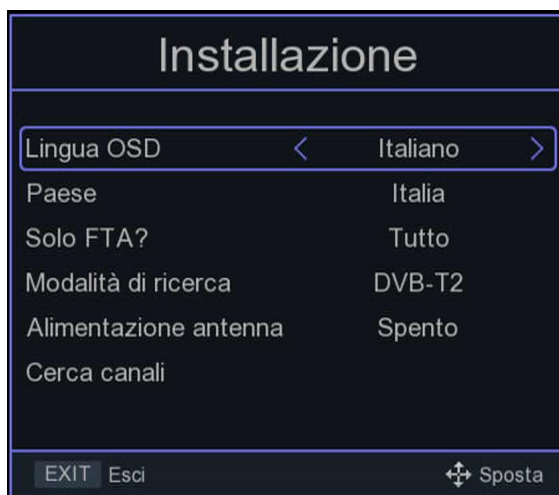 Installazione
Lingua OSD < Italiano >
Paese Italia
Solo FTA? Tutto
Modalità di ricerca DVB-T2
Alimentazione antenna Spento
Cerca canali
EXIT Esci Sposta